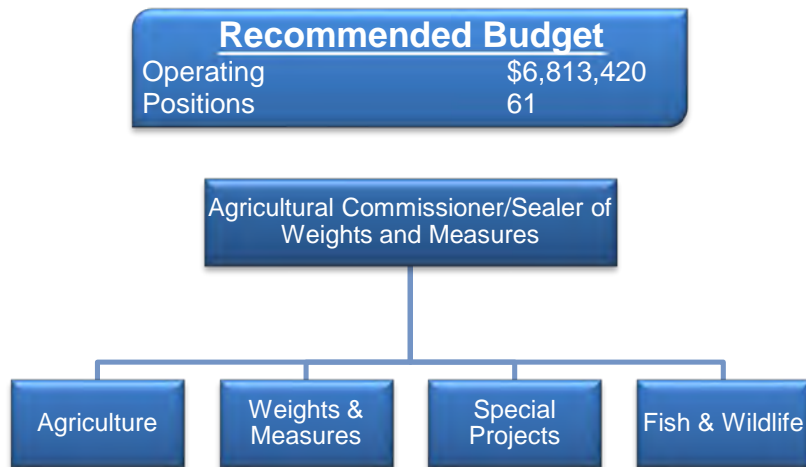 Recommended Budget
Operating $6,813,420
Positions 61
Agricultural Commissioner/Sealer of
Weights and Measures
Agriculture
Weights &
Measures
Special
Projects
Fish & Wildlife